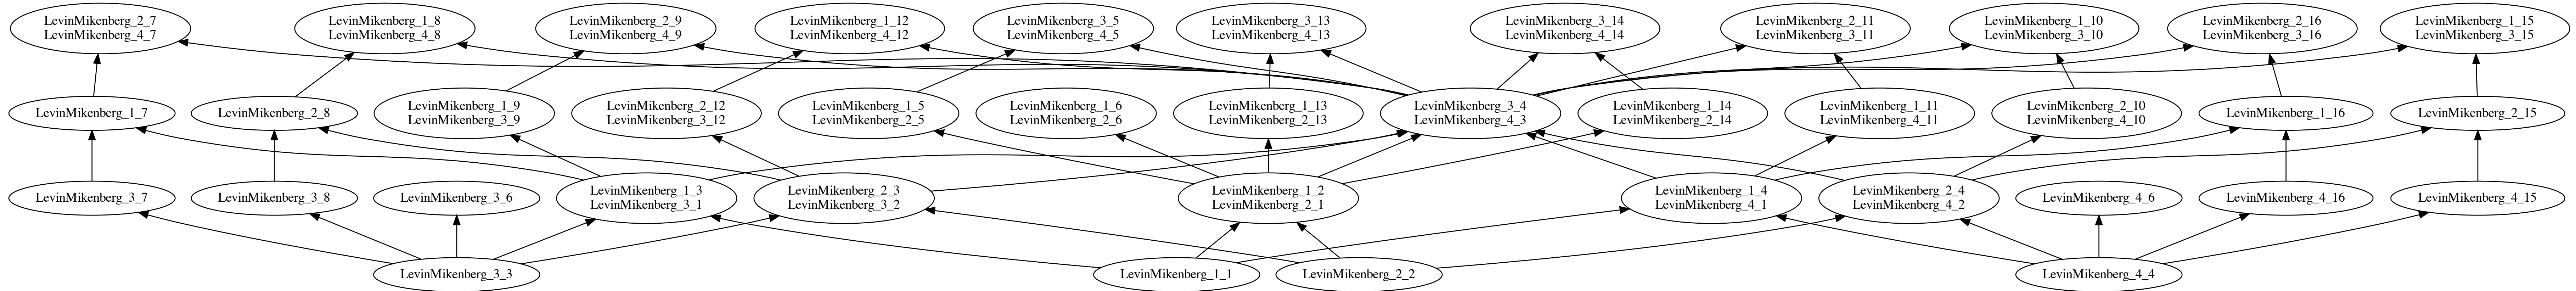 LevinMikenberg_2_7
LevinMikenberg_4_7
LevinMikenberg_1_8
LevinMikenberg_4_8
LevinMikenberg_2_9
LevinMikenberg_4_9
LevinMikenberg_1_12
LevinMikenberg_4_12
LevinMikenberg_3_5
LevinMikenberg_4_5
LevinMikenberg_3_13
LevinMikenberg_4_13
LevinMikenberg_3_14
LevinMikenberg_4_14
LevinMikenberg_2_11
LevinMikenberg_3_11
LevinMikenberg_1_10
LevinMikenberg_3_10
LevinMikenberg_2_16
LevinMikenberg_3_16
LevinMikenberg_1_15
LevinMikenberg_3_15
LevinMikenberg_1_7
LevinMikenberg_2_8
LevinMikenberg_1_9
LevinMikenberg_3_9
LevinMikenberg_2_12
LevinMikenberg_3_12
LevinMikenberg_1_5
LevinMikenberg_2_5
LevinMikenberg_1_6
LevinMikenberg_2_6
LevinMikenberg_1_13
LevinMikenberg_2_13
LevinMikenberg_3_4
LevinMikenberg_4_3
LevinMikenberg_1_14
LevinMikenberg_2_14
LevinMikenberg_1_11
LevinMikenberg_4_11
LevinMikenberg_2_10
LevinMikenberg_4_10
LevinMikenberg_1_16
LevinMikenberg_2_15
LevinMikenberg_3_7
LevinMikenberg_3_8
LevinMikenberg_3_6
LevinMikenberg_1_3
LevinMikenberg_3_1
LevinMikenberg_2_3
LevinMikenberg_3_2
LevinMikenberg_1_2
LevinMikenberg_2_1
LevinMikenberg_1_4
LevinMikenberg_4_1
LevinMikenberg_2_4
LevinMikenberg_4_2
LevinMikenberg_4_6
LevinMikenberg_4_16
LevinMikenberg_4_15
LevinMikenberg_3_3
LevinMikenberg_1_1
LevinMikenberg_2_2
LevinMikenberg_4_4